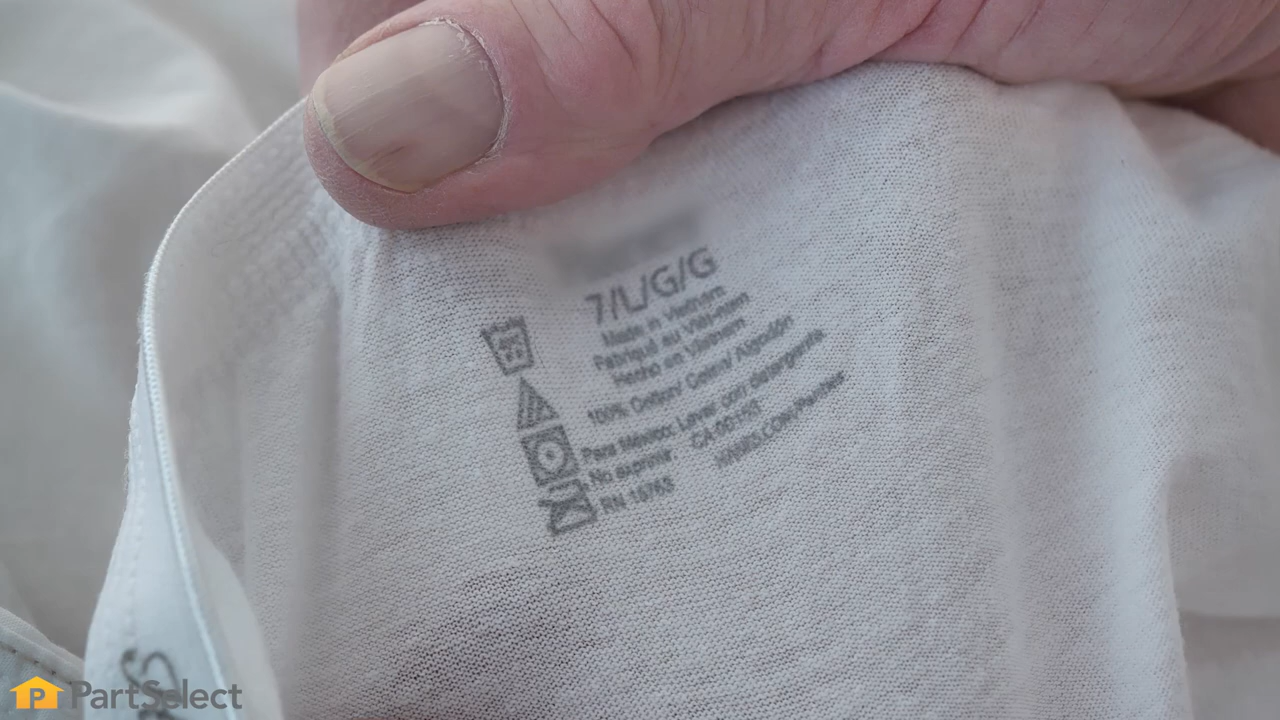 7/L/G/G
Made in Vietnam
Fabriqué au Viêt-nam
Hecho en Vietnam
100% Cotton/ Coton/ Algodón
Para México: Lavar con detergente
No exprimir
RN 15763
PartSelect